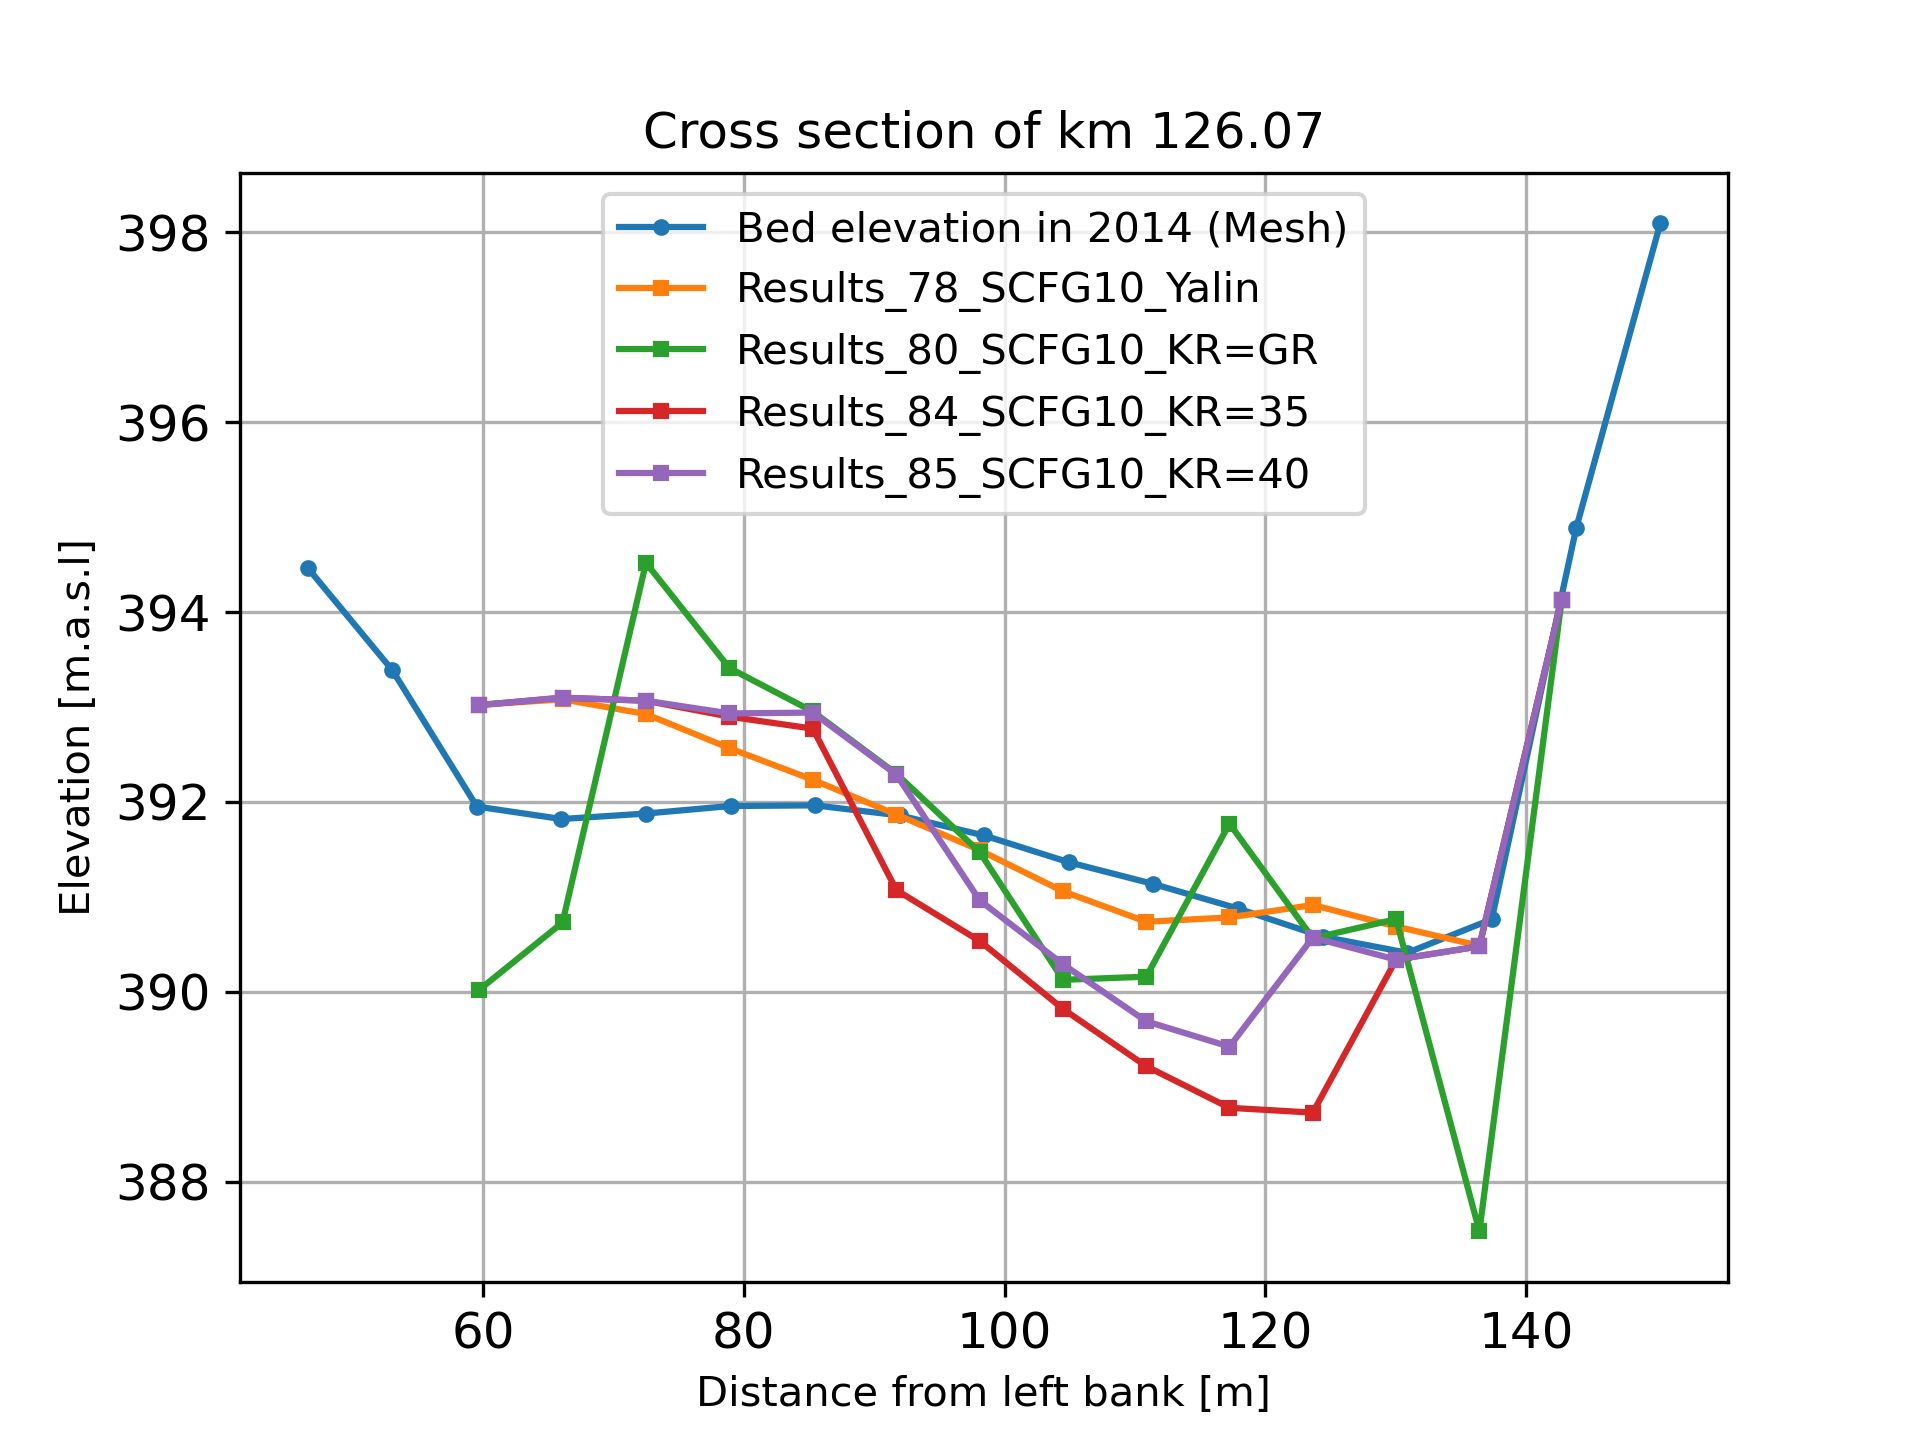 Cross section of km 126.07
Bed elevation in 2014 (Mesh)
Results_78_SCFG10_Yalin
Results_80_SCFG10_KR=GR
Results_84_SCFG10_KR=35
Results_85_SCFG10_KR=40
398
396
394
392
390
388
Elevation [m.a.s.l]
60 80 100 120 140
Distance from left bank [m]